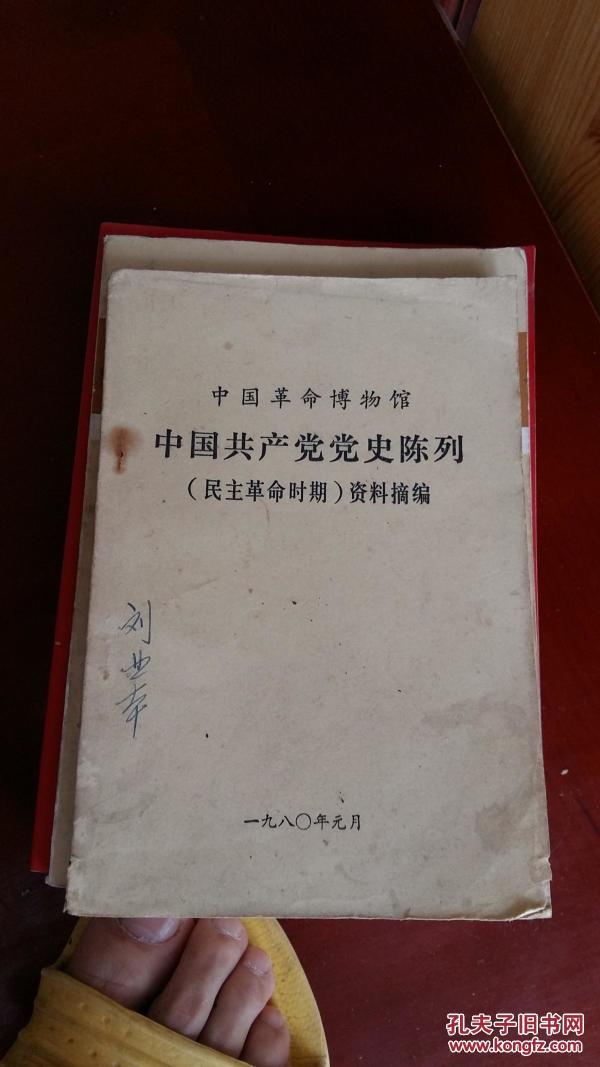 中国革命博物馆
中国共产党党史陈列
(民主革命时期)资料摘编
刘
一九八〇年元月
孔夫子旧书网
www.kongfz.com